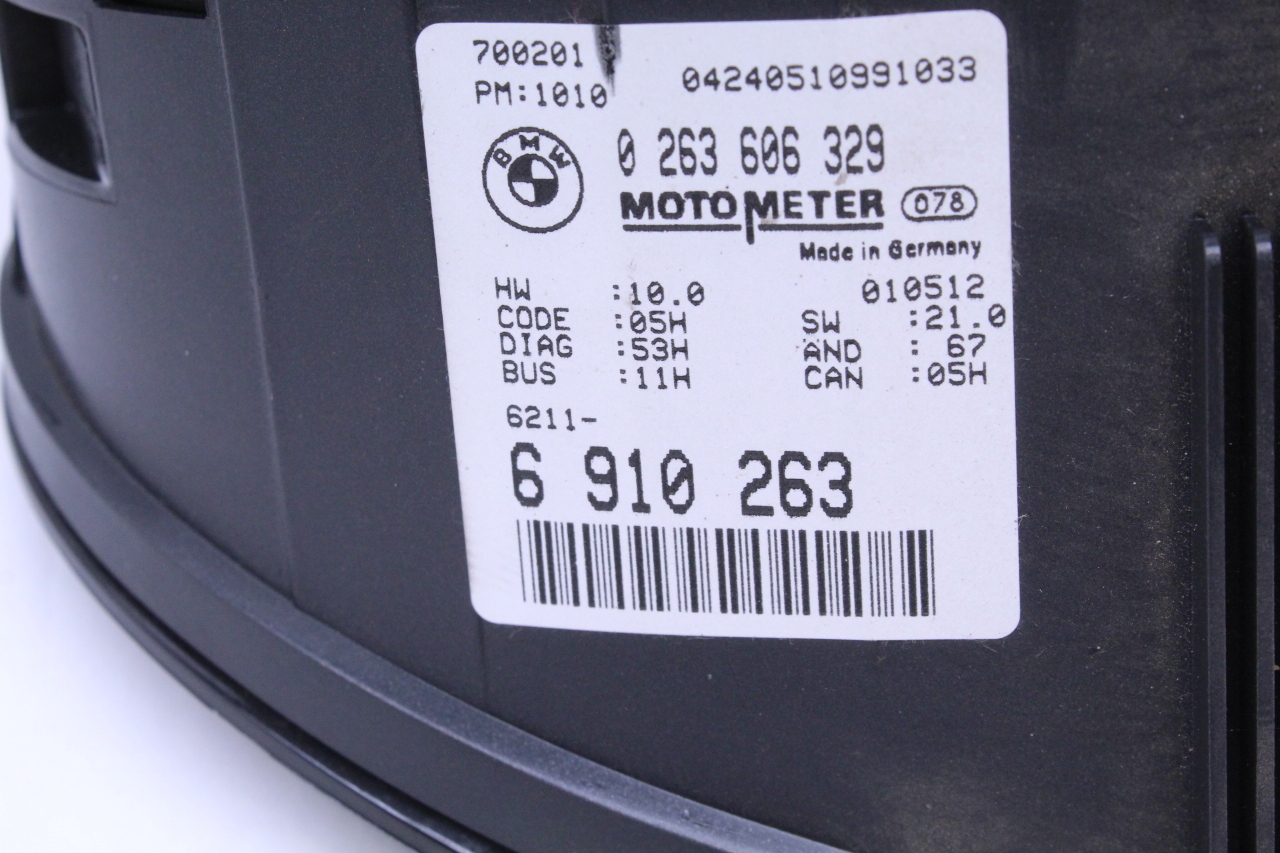 700201
04240510991033
PM:1010
BMW
0 263 606 329
MOTOMETER 078
Made in Germany
HW :10.0 010512
CODE :05H SW :21.0
DIAG :53H AND : 67
BUS :11H CAN :05H
6211-
6 910 263